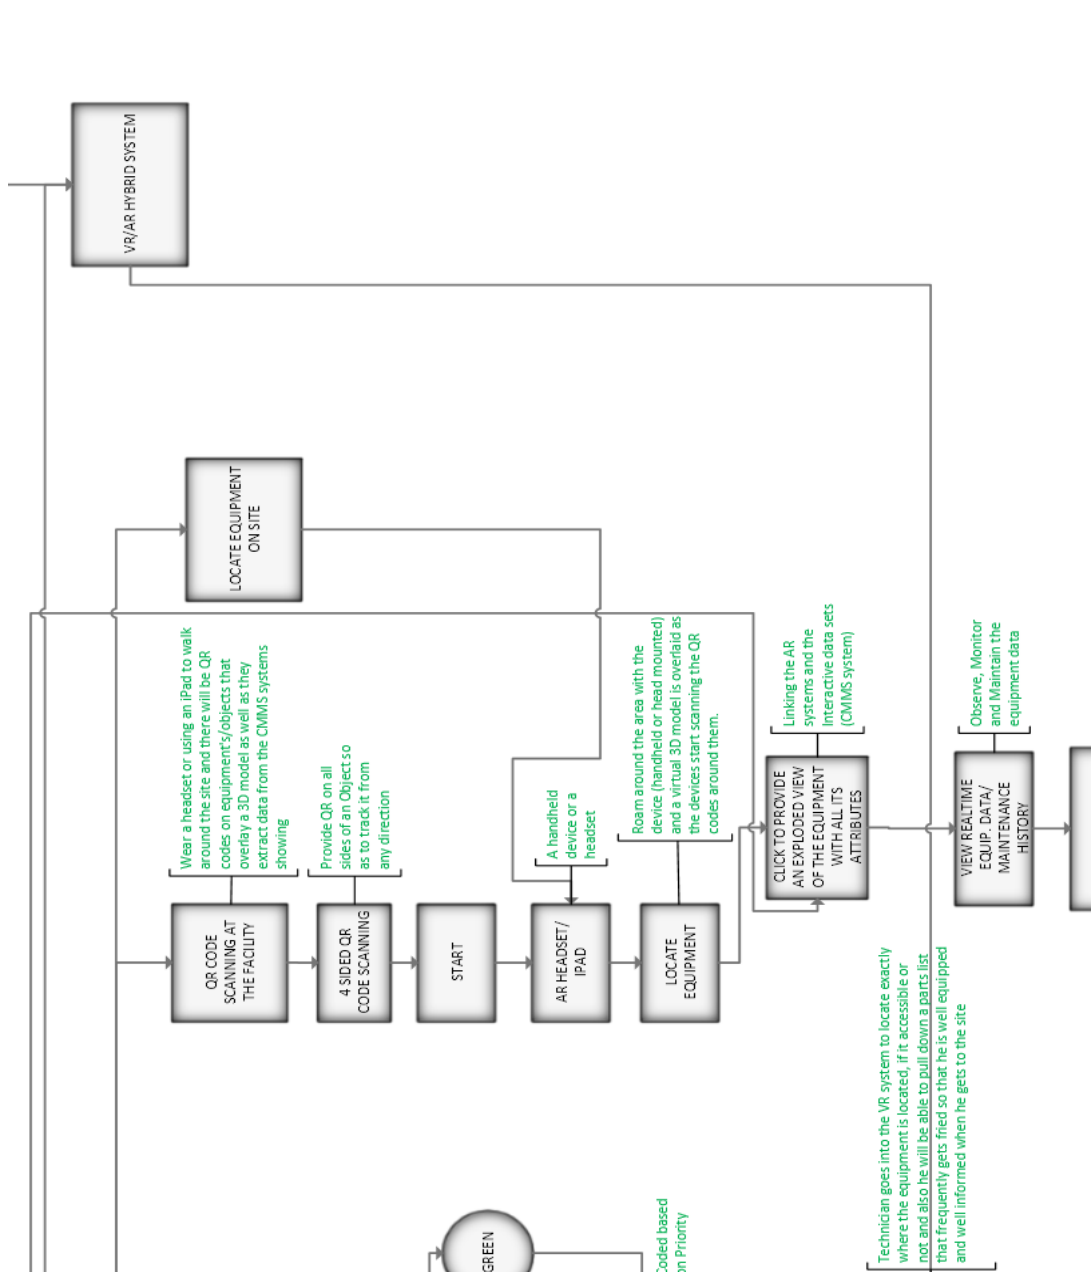 VR/AR HYBRID SYSTEM
LOCATE EQUIPMENT
ON SITE
Wear a headset or using an iPad to walk
around the site and there will be QR
codes on equipment's/objects that
overlay a 3D model as well as they
extract data from the CMMS systems
showing
QR CODE
SCANNING AT
THE FACILITY
Provide QR on all
sides of an Object so
as to track it from
any direction
4 SIDED QR
CODE SCANNING
START
A handheld
device or a
headset
AR HEADSET/
IPAD
Roam around the area with the
device (handheld or head mounted)
and a virtual 3D model is overlaid as
the devices start scanning the QR
codes around them.
LOCATE
EQUIPMENT
Linking the AR
systems and the
Interactive data sets
(CMMS system)
CLICK TO PROVIDE
AN EXPLODED VIEW
OF THE EQUIPMENT
WITH ALL ITS
ATTRIBUTES
Observe, Monitor
and Maintain the
equipment data
VIEW REALTIME
EQUIP. DATA/
MAINTENANCE
HISTORY
Technician goes into the VR system to locate exactly
where the equipment is located, if it accessible or
not and also he will be able to pull down a parts list
that frequently gets fried so that he is well equipped
and well informed when he gets to the site
GREEN
Coded based
on Priority